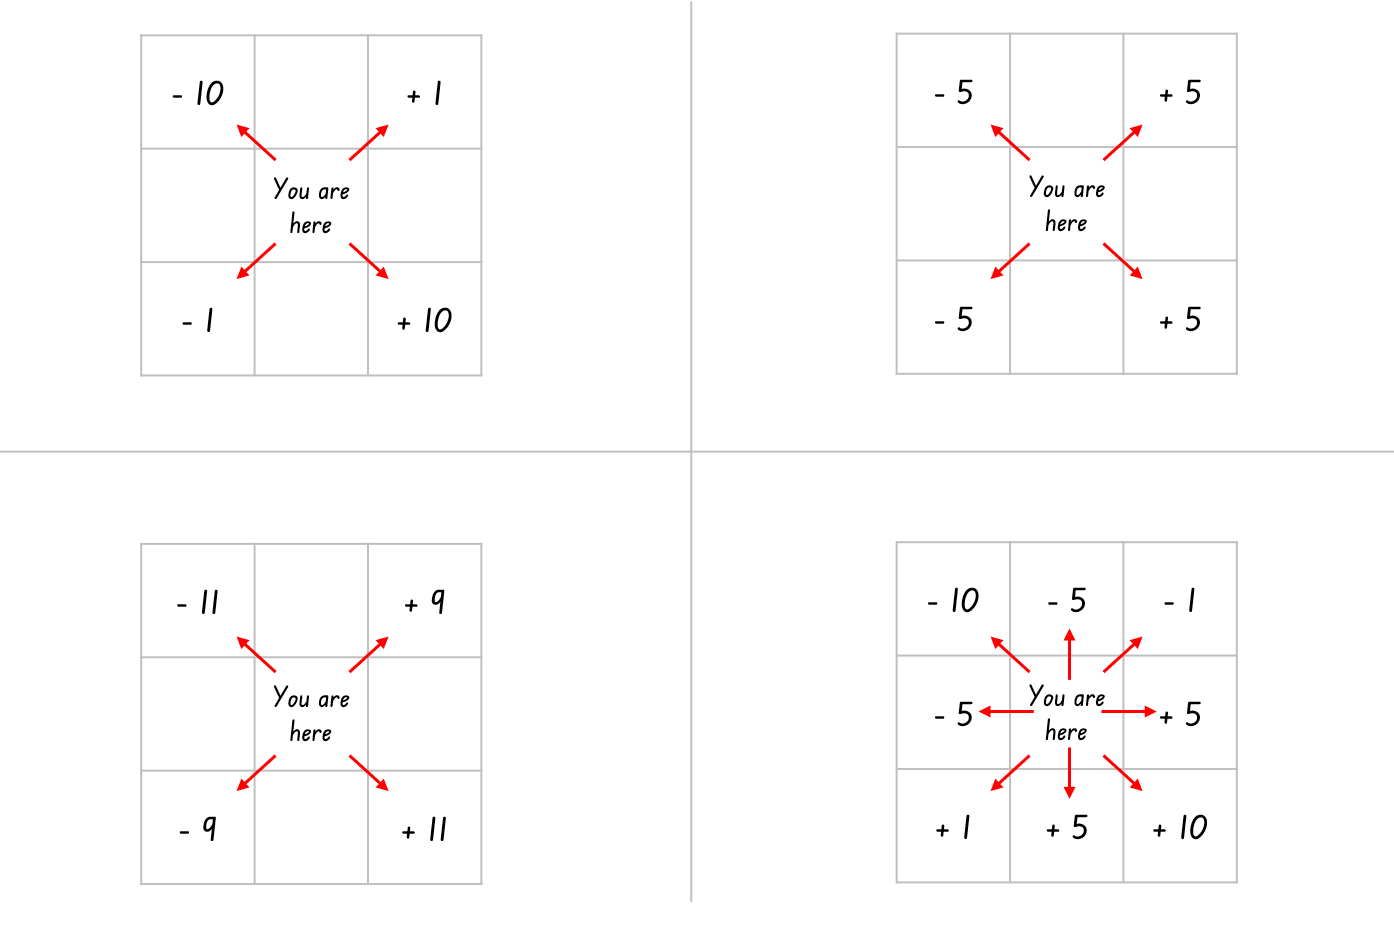 - 10 + 1
You are
here
- 1 + 10
- 5 + 5
You are
here
- 5 + 5
- 11 + 9
You are
here
- 9 + 11
- 10 - 5 - 1
You are
- 5 + 5
here
+ 1 + 5 + 10